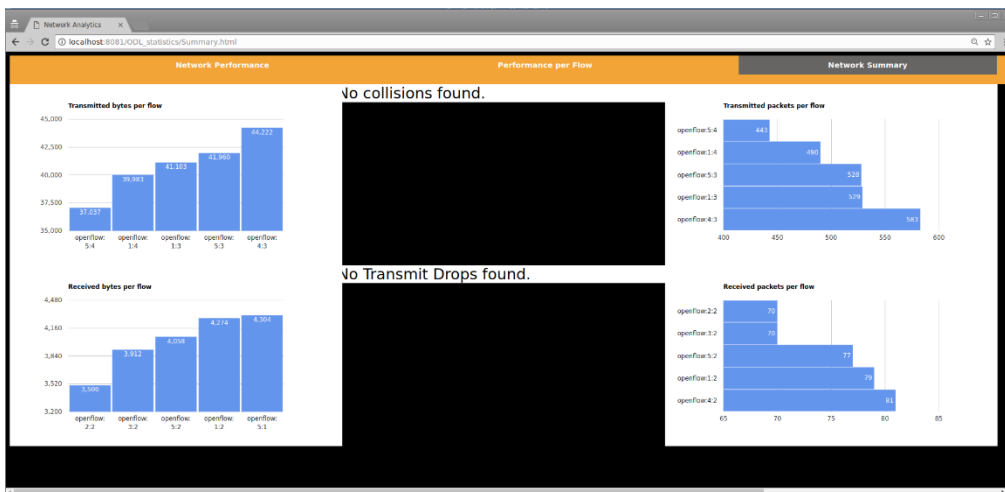 Network Analytics ×
localhost:8081/ODL_statistics/Summary.html
Network Performance
Performance per Flow
Network Summary
Transmitted bytes per flow
45,000
42,500
40,000
37,500
35,000
37,037
39,983
41,103
41,960
44,222
openflow: 5:4
openflow: 1:4
openflow: 1:3
openflow: 5:3
openflow: 4:3
No collisions found.
Transmitted packets per flow
openflow:5:4
openflow:1:4
openflow:5:3
openflow:1:3
openflow:4:3
443
490
528
529
583
400
450
500
550
600
Received bytes per flow
4,480
4,160
3,840
3,520
3,200
3,500
3,912
4,058
4,274
4,304
openflow: 2:2
openflow: 3:2
openflow: 5:2
openflow: 1:2
openflow: 5:1
No Transmit Drops found.
Received packets per flow
openflow:2:2
openflow:3:2
openflow:5:2
openflow:1:2
openflow:4:2
70
70
77
79
81
65
70
75
80
85